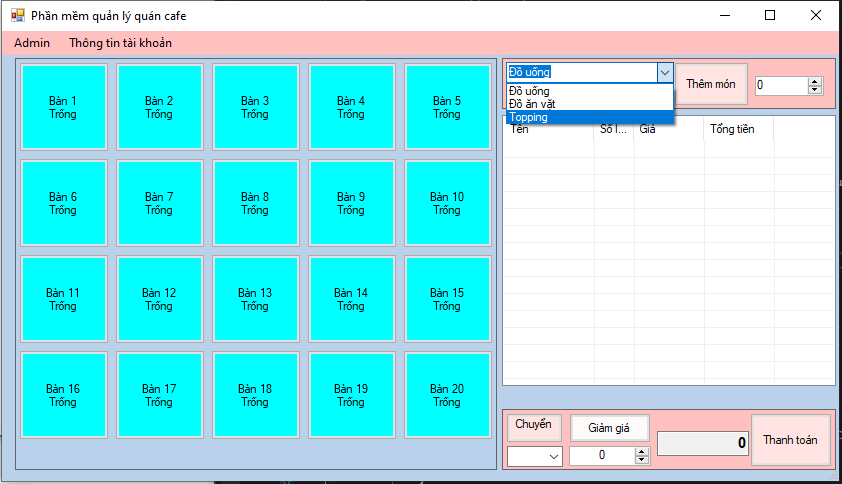 Phần mềm quản lý quán cafe
Admin Thông tin tài khoản
Bàn 1
Trống
Bàn 2
Trống
Bàn 3
Trống
Bàn 4
Trống
Bàn 5
Trống
Bàn 6
Trống
Bàn 7
Trống
Bàn 8
Trống
Bàn 9
Trống
Bàn 10
Trống
Bàn 11
Trống
Bàn 12
Trống
Bàn 13
Trống
Bàn 14
Trống
Bàn 15
Trống
Bàn 16
Trống
Bàn 17
Trống
Bàn 18
Trống
Bàn 19
Trống
Bàn 20
Trống
Đồ uống
Đồ uống
Đồ ăn vặt
Topping
Thêm món
0
Tên Số l... Giá Tổng tiền
Chuyển
Giảm giá
0
0
Thanh toán